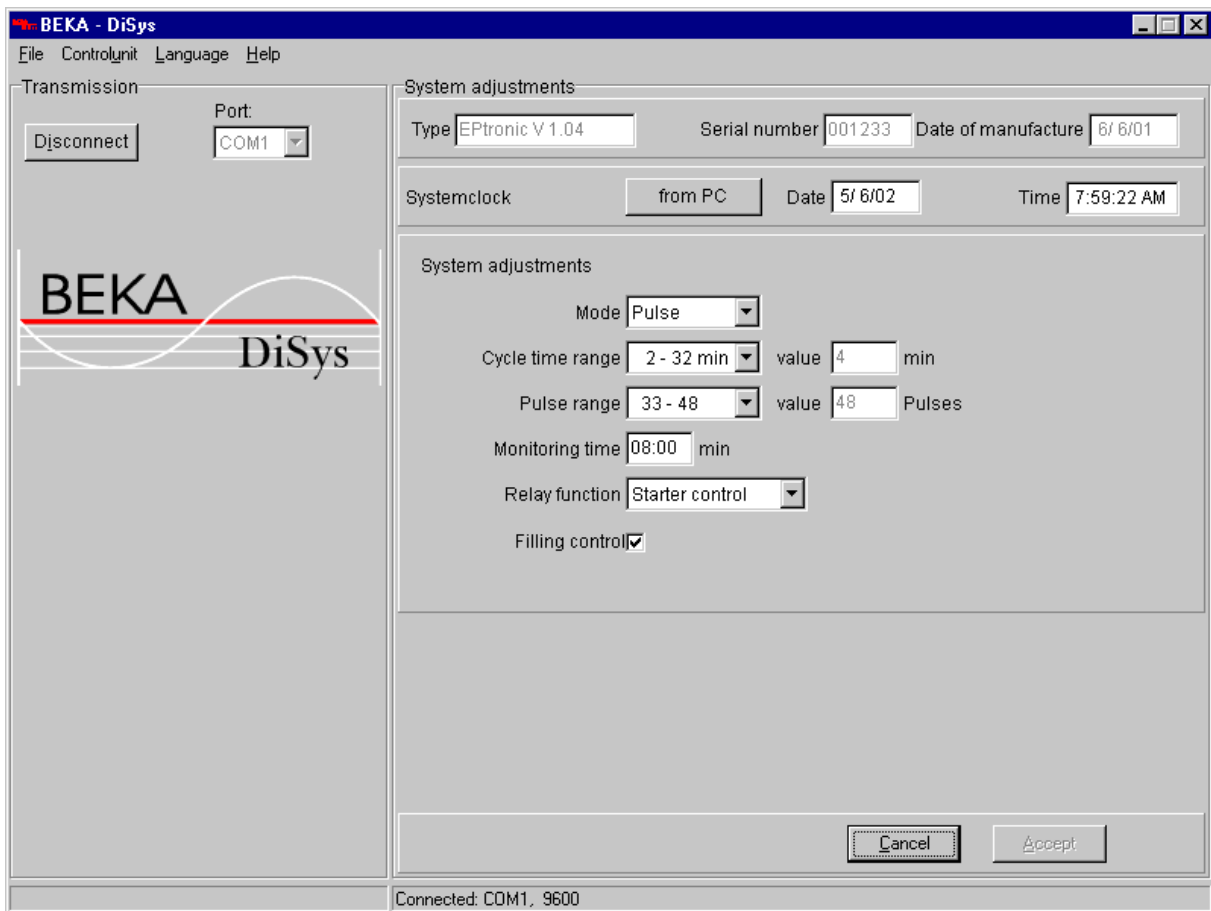 BEKA - DiSys
File Controlunit Language Help
Transmission
Port:
Disconnect COM1
BEKA
DiSys
System adjustments
Type EPtronic V 1.04 Serial number 001233 Date of manufacture 6/ 6/01
Systemclock from PC Date 5/ 6/02 Time 7:59:22 AM
System adjustments
Mode Pulse
Cycle time range 2 - 32 min value 4 min
Pulse range 33 - 48 value 48 Pulses
Monitoring time 08:00 min
Relay function Starter control
Filling control
Cancel Accept
Connected: COM1, 9600